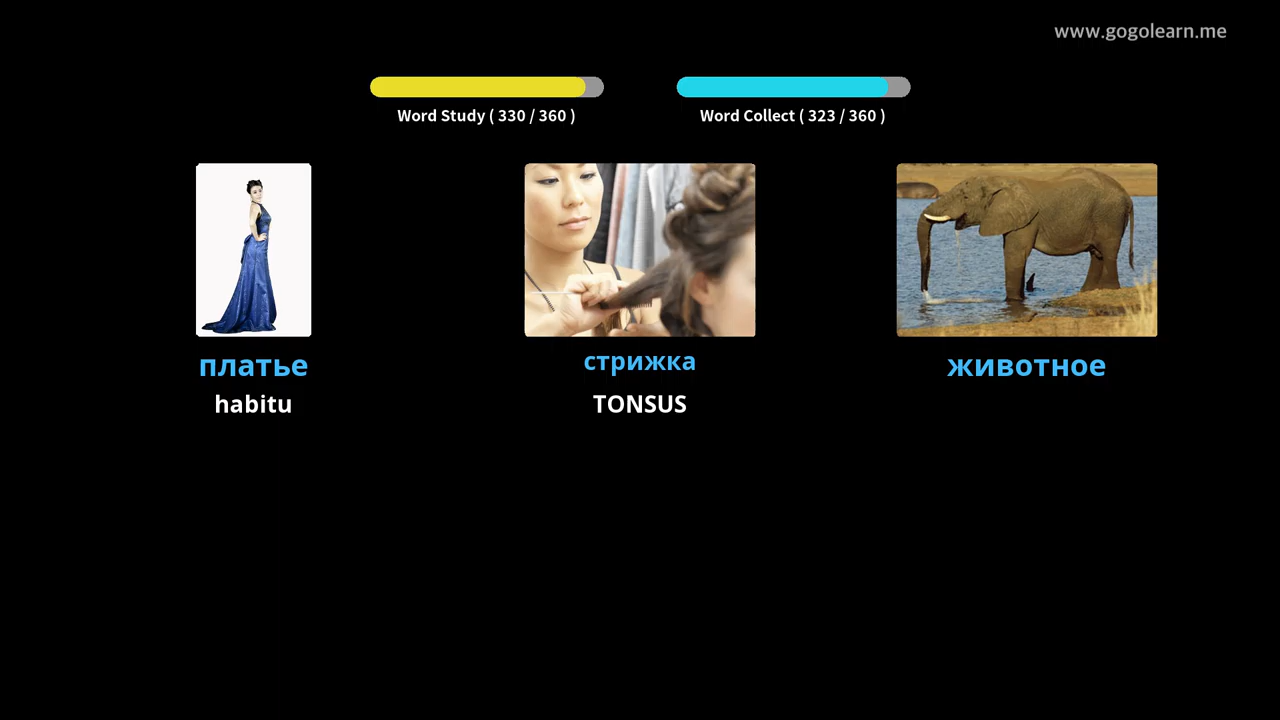 www.gogolearn.me
Word Study ( 330 / 360 )
Word Collect ( 323 / 360 )
платье
стрижка
животное
habitu
TONSUS